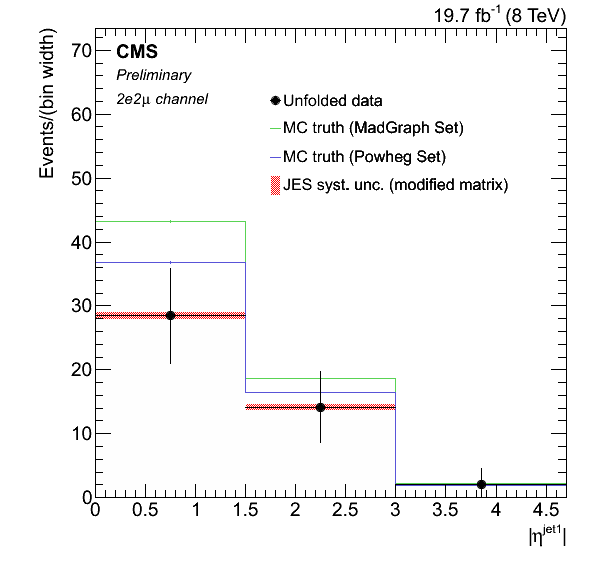 19.7 fb⁻¹ (8 TeV)
Events/(bin width)
CMS
Preliminary
2e2μ channel
Unfolded data
MC truth (MadGraph Set)
MC truth (Powheg Set)
JES syst. unc. (modified matrix)
70
60
50
40
30
20
10
0
0 0.5 1 1.5 2 2.5 3 3.5 4 4.5
|η^jet1|